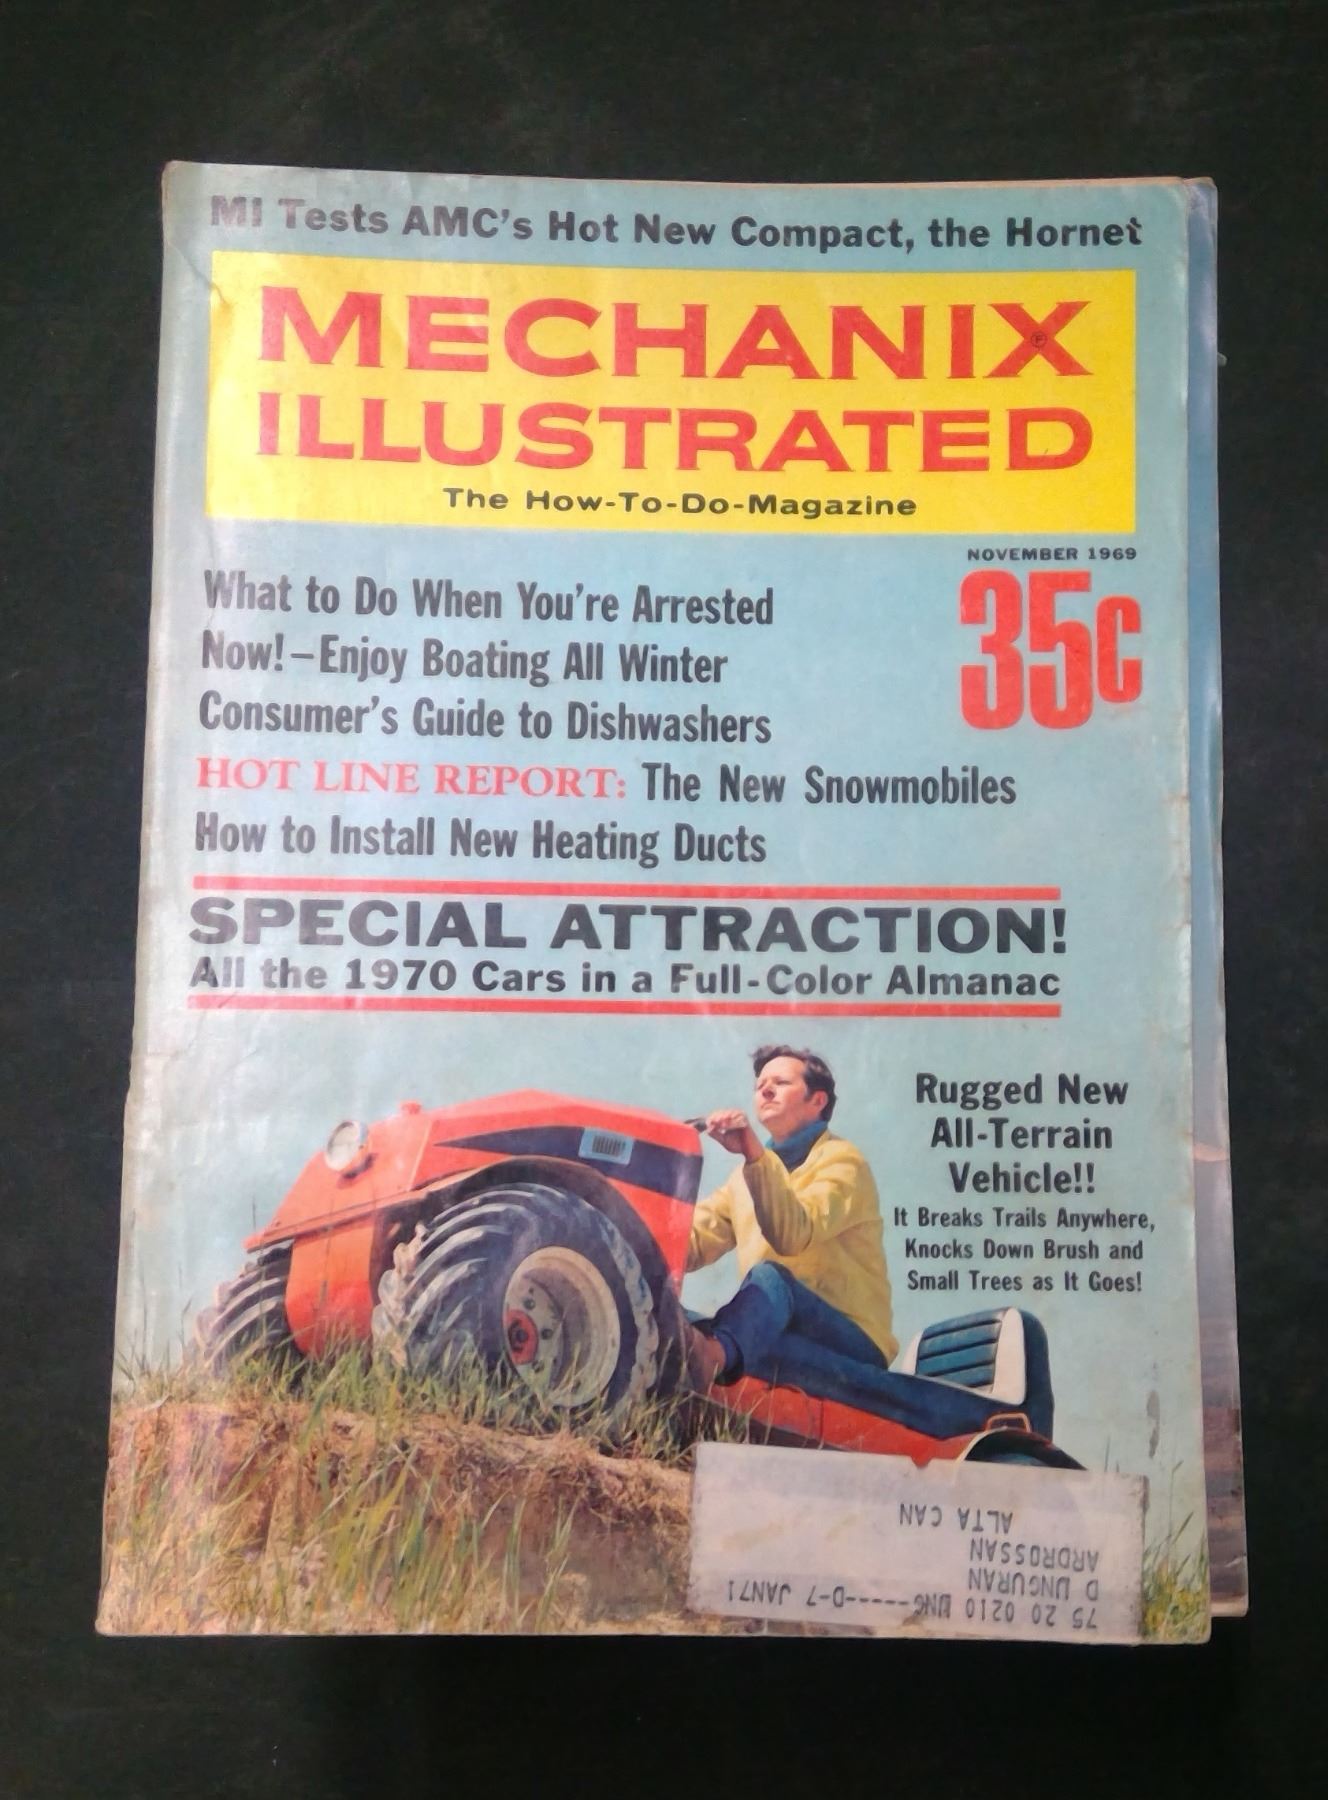 MI Tests AMC's Hot New Compact, the Hornet
MECHANIX
ILLUSTRATED
The How-To-Do-Magazine
NOVEMBER 1969
35c
What to Do When You're Arrested
Now!-Enjoy Boating All Winter
Consumer's Guide to Dishwashers
HOT LINE REPORT: The New Snowmobiles
How to Install New Heating Ducts
SPECIAL ATTRACTION!
All the 1970 Cars in a Full-Color Almanac
Rugged New
All-Terrain
Vehicle!!
It Breaks Trails Anywhere,
Knocks Down Brush and
Small Trees as It Goes!
75 20 0210 UNG------D-7 JAN71
D UNGURAN
ARDROSSAN
ALTA CAN